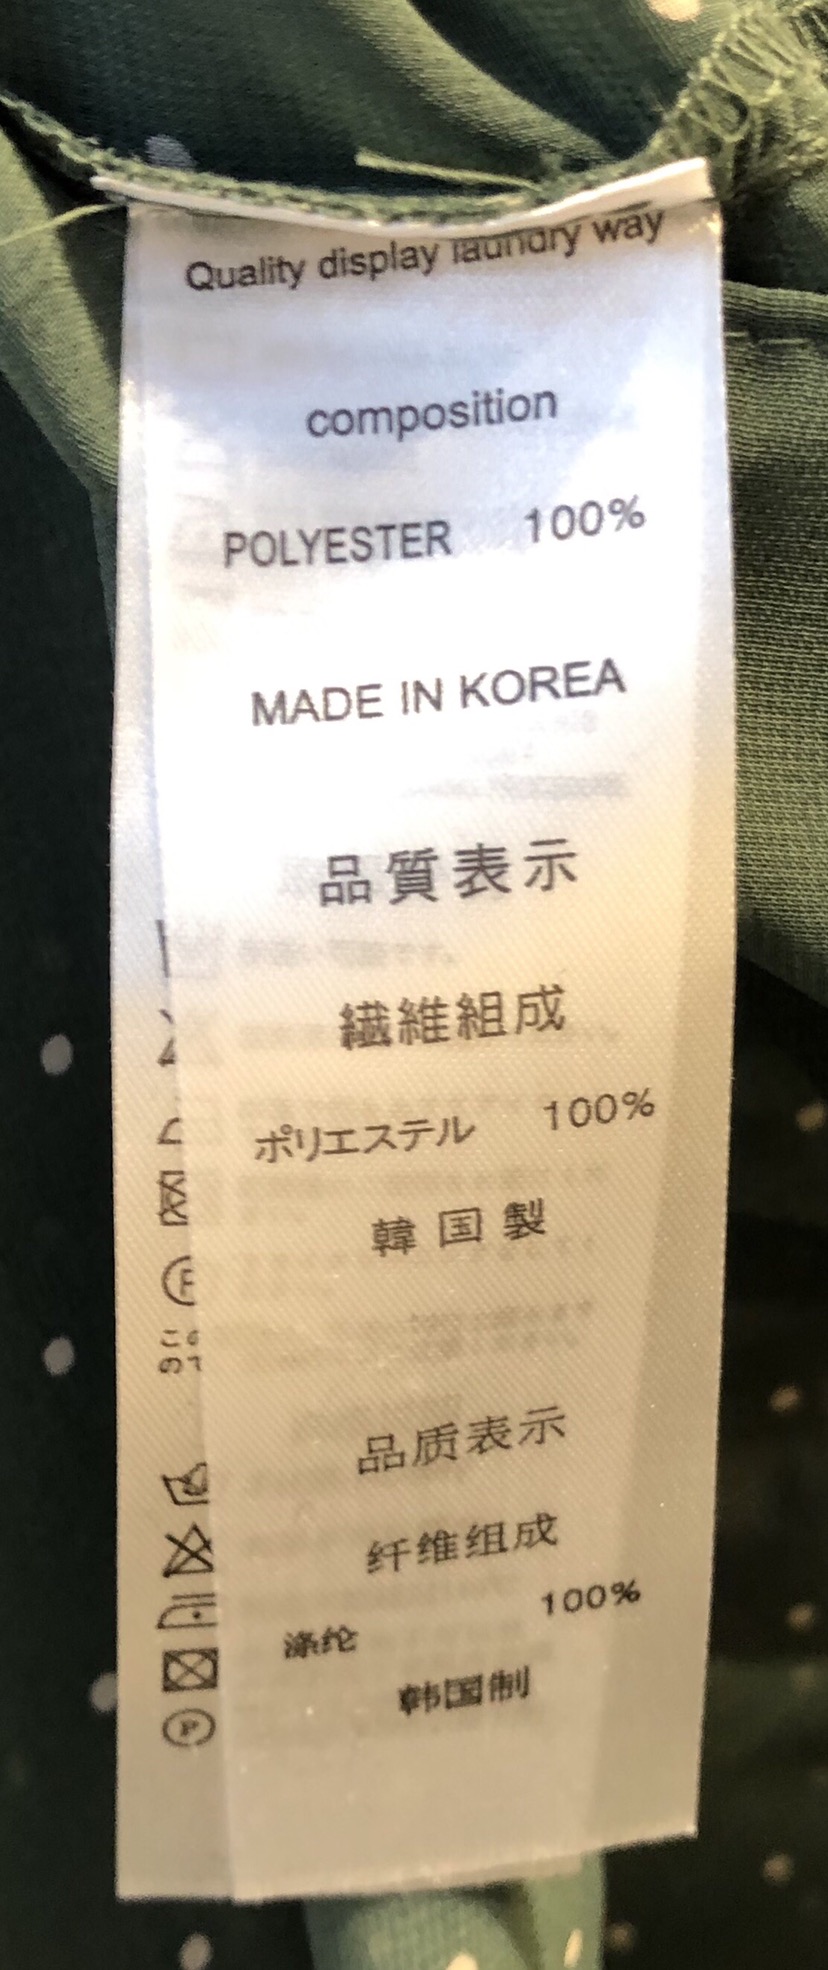 Quality display laundry way
composition
POLYESTER 100%
MADE IN KOREA
品質表示
繊維組成
ポリエステル 100%
韓国製
品质表示
纤维组成
涤纶 100%
韩国制